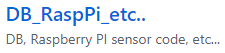 DB_RaspPi_etc..
DB, Raspberry PI sensor code, etc...